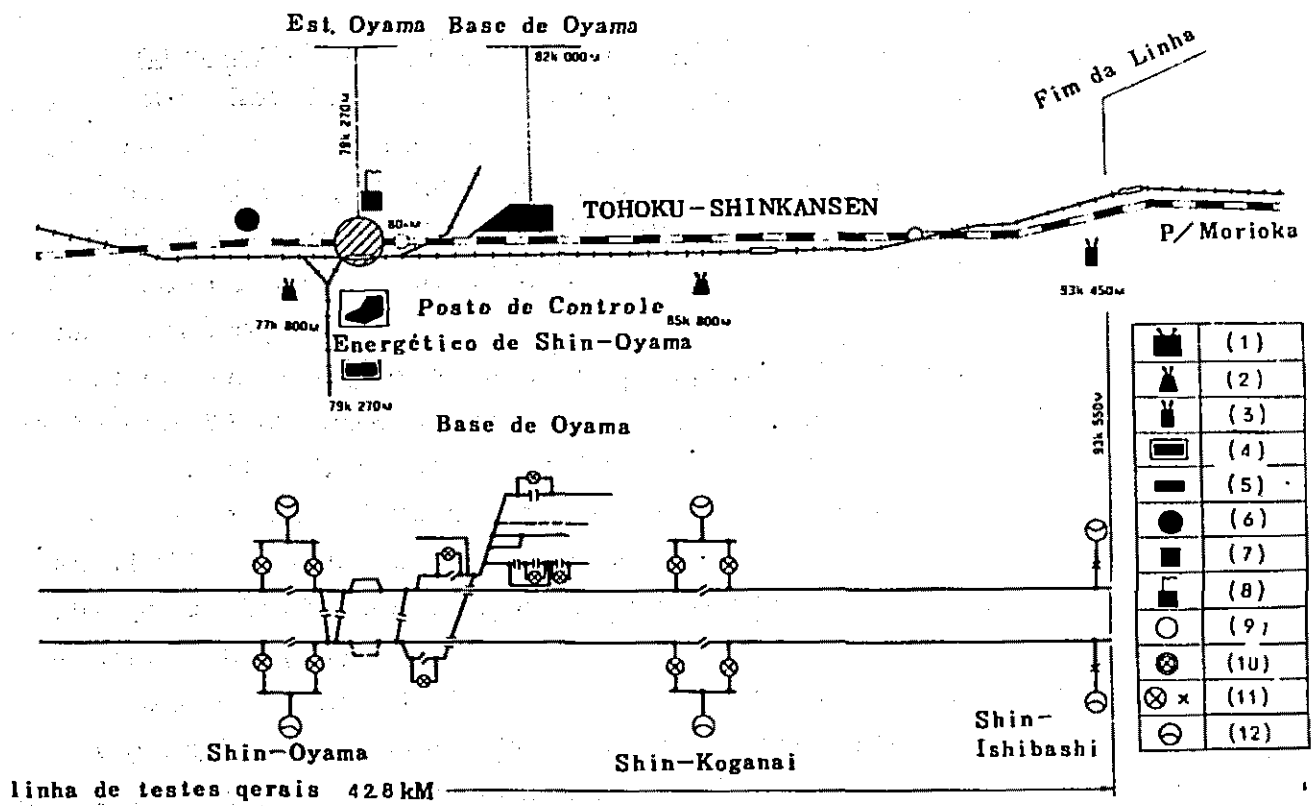 Est. Oyama Base de Oyama
82k 000M
Fim da Linha
79k 270M
80kM
TOHOKU-SHINKANSEN
P/Morioka
77k 800M
Posto de Controle
85k 800M
93k 450M
Energético de Shin-Oyama
79k 270M
Base de Oyama
93k 550M
(1)
(2)
(3)
(4)
(5)
(6)
(7)
(8)
(9)
(10)
(11)
(12)
Shin-Oyama
Shin-Koganai
Shin-
Ishibashi
linha de testes qerais 42.8kM